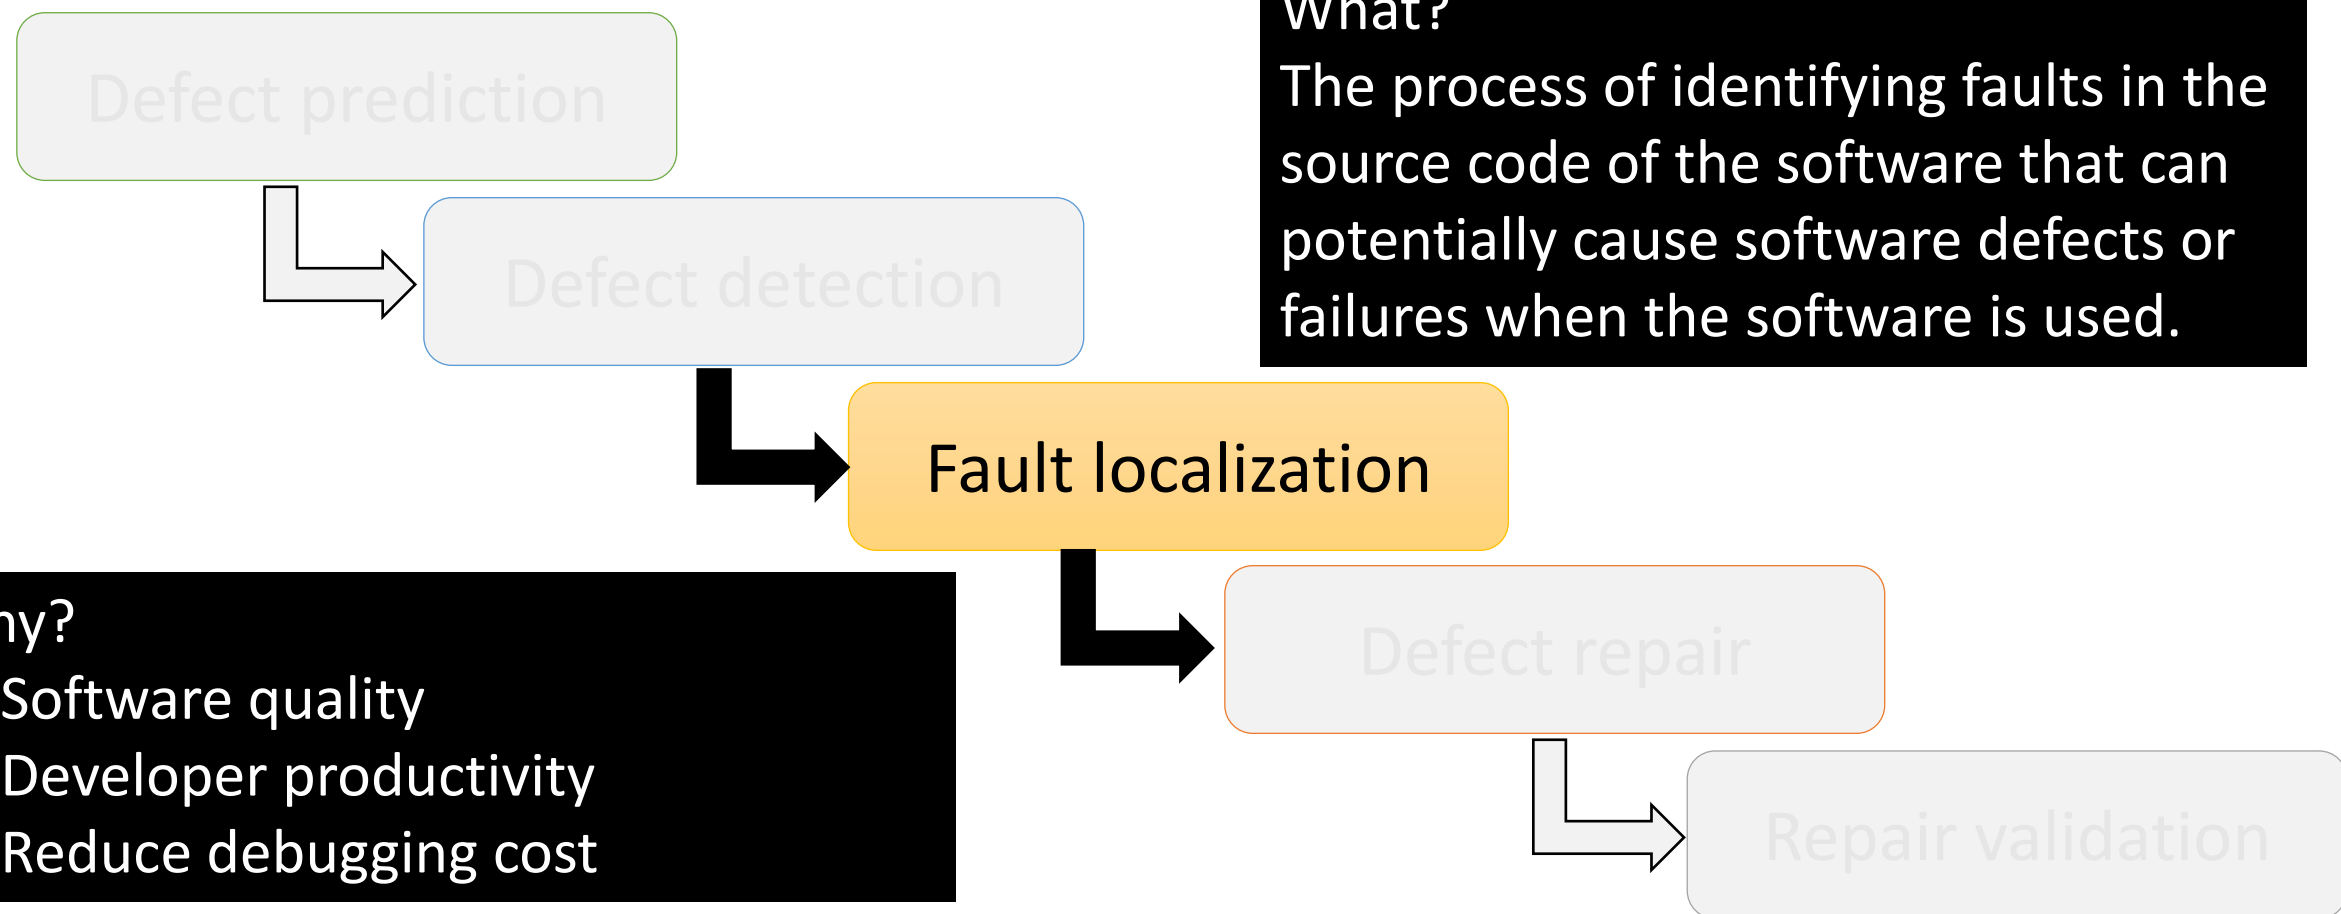 Defect prediction
What?
The process of identifying faults in the
source code of the software that can
potentially cause software defects or
failures when the software is used.
Defect detection
Fault localization
hy?
Software quality
Developer productivity
Reduce debugging cost
Defect repair
Repair validation